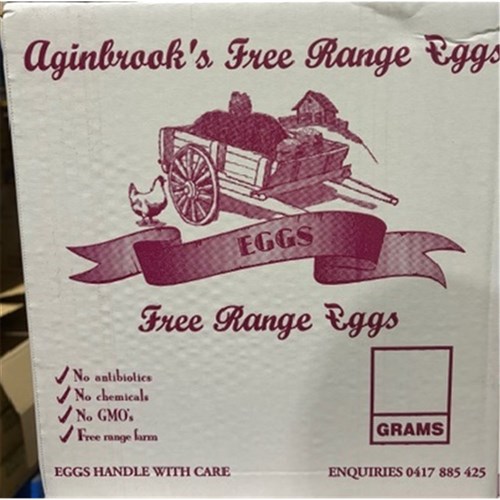 Aginbrook's Free Range Eggs
EGGS
Free Range Eggs
No antibiotics
No chemicals
No GMO's
Free range farm
GRAMS
EGGS HANDLE WITH CARE
ENQUIRIES 0417 885 425